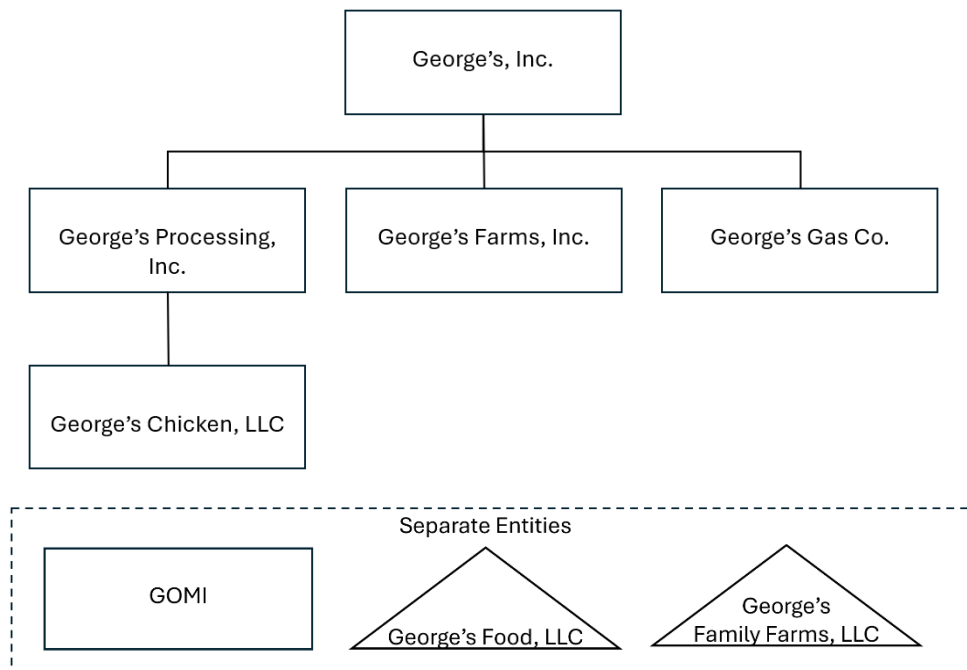 George’s, Inc.
George’s Processing,
Inc.
George’s Farms, Inc.
George’s Gas Co.
George’s Chicken, LLC
Separate Entities
GOMI
George’s Food, LLC
George’s
Family Farms, LLC